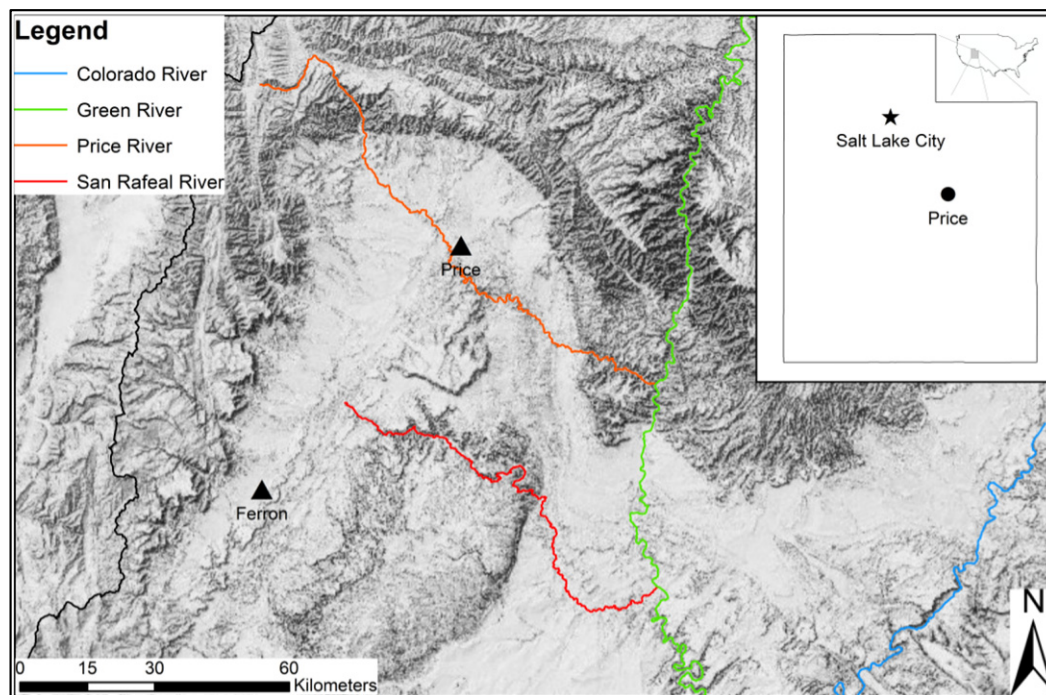 Legend
Colorado River
Green River
Price River
San Rafeal River
Salt Lake City
Price
Price
Ferron
N
0 15 30 60
Kilometers